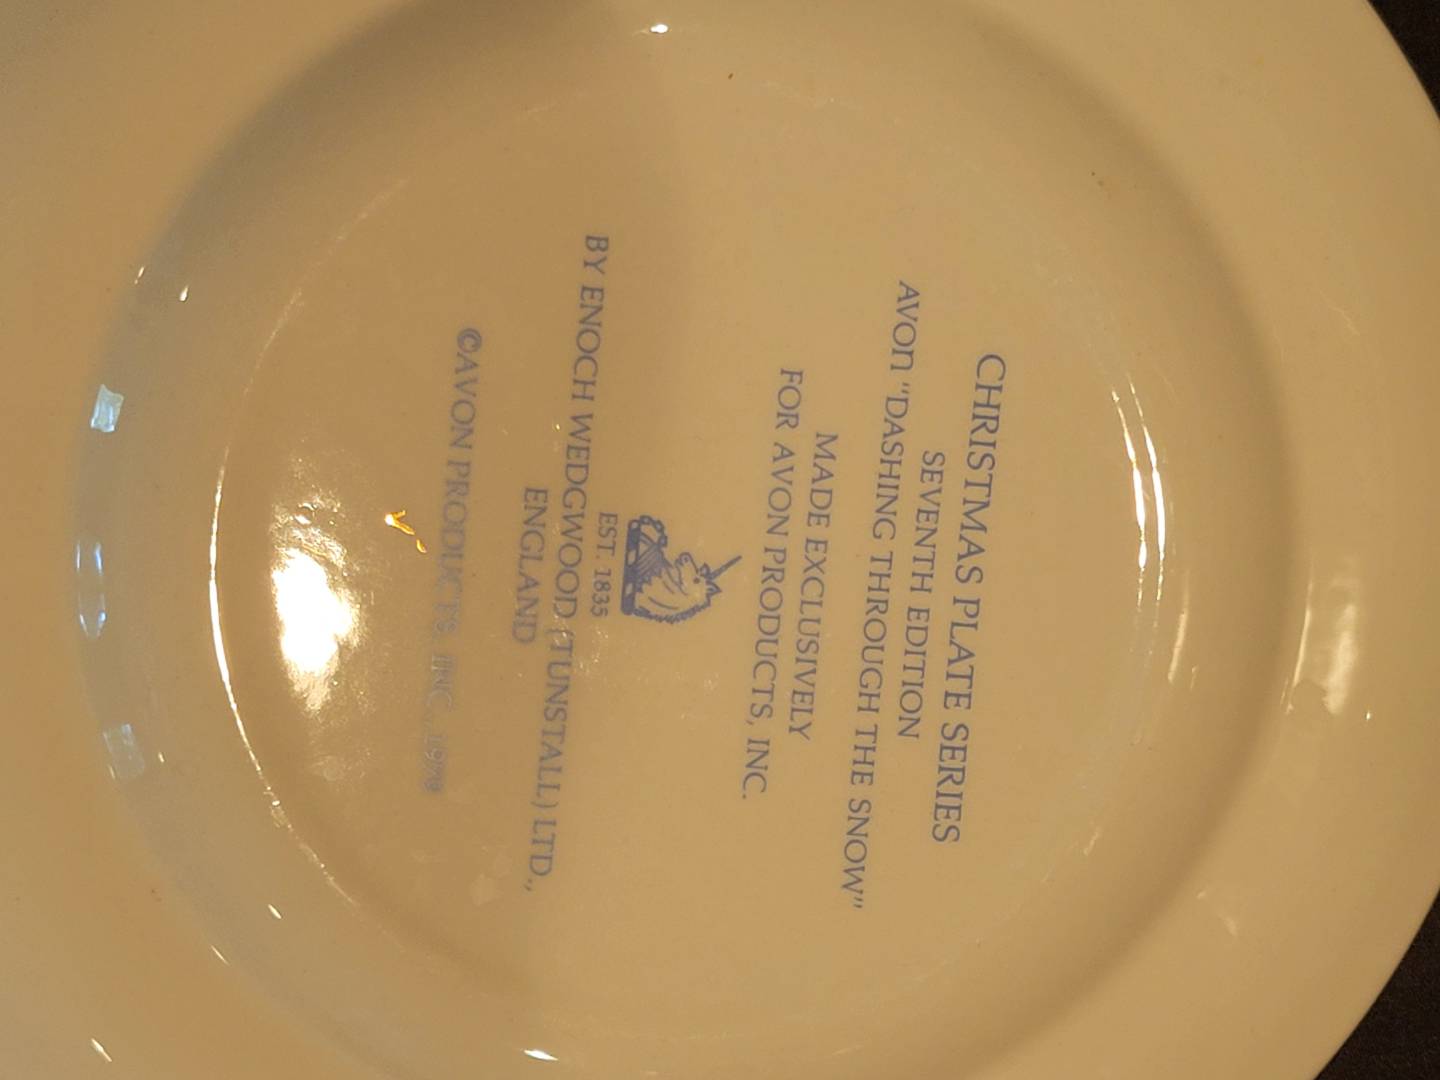 CHRISTMAS PLATE SERIES
SEVENTH EDITION
AVON "DASHING THROUGH THE SNOW"
MADE EXCLUSIVELY
FOR AVON PRODUCTS, INC.
EST. 1835
BY ENOCH WEDGWOOD (TUNSTALL) LTD.,
ENGLAND
©AVON PRODUCTS, INC., 1979